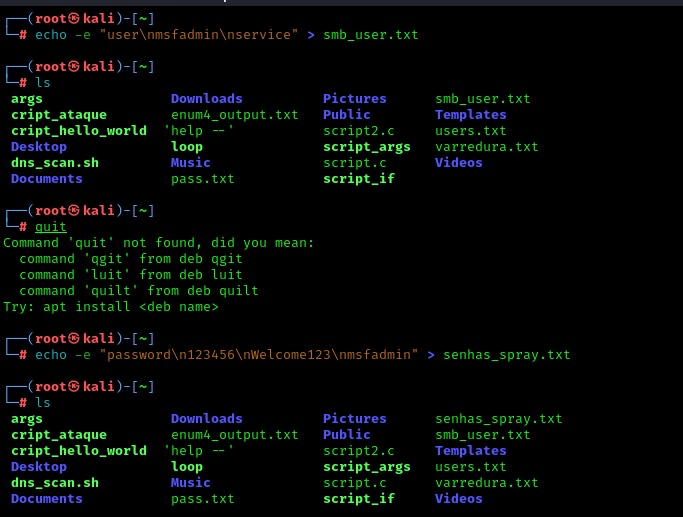 ┌──(root㉿kali)-[~]
└─# echo -e "user\nmsfadmin\nservice" > smb_user.txt
┌──(root㉿kali)-[~]
└─# ls
args Downloads Pictures smb_user.txt
cript_ataque enum4_output.txt Public Templates
cript_hello_world 'help --' script2.c users.txt
Desktop loop script_args varredura.txt
dns_scan.sh Music script.c Videos
Documents pass.txt script_if
┌──(root㉿kali)-[~]
└─# quit
Command 'quit' not found, did you mean:
command 'qgit' from deb qgit
command 'luit' from deb luit
command 'quilt' from deb quilt
Try: apt install <deb name>
┌──(root㉿kali)-[~]
└─# echo -e "password\n123456\nWelcome123\nmsfadmin" > senhas_spray.txt
┌──(root㉿kali)-[~]
└─# ls
args Downloads Pictures senhas_spray.txt
cript_ataque enum4_output.txt Public smb_user.txt
cript_hello_world 'help --' script2.c Templates
Desktop loop script_args users.txt
dns_scan.sh Music script.c varredura.txt
Documents pass.txt script_if Videos